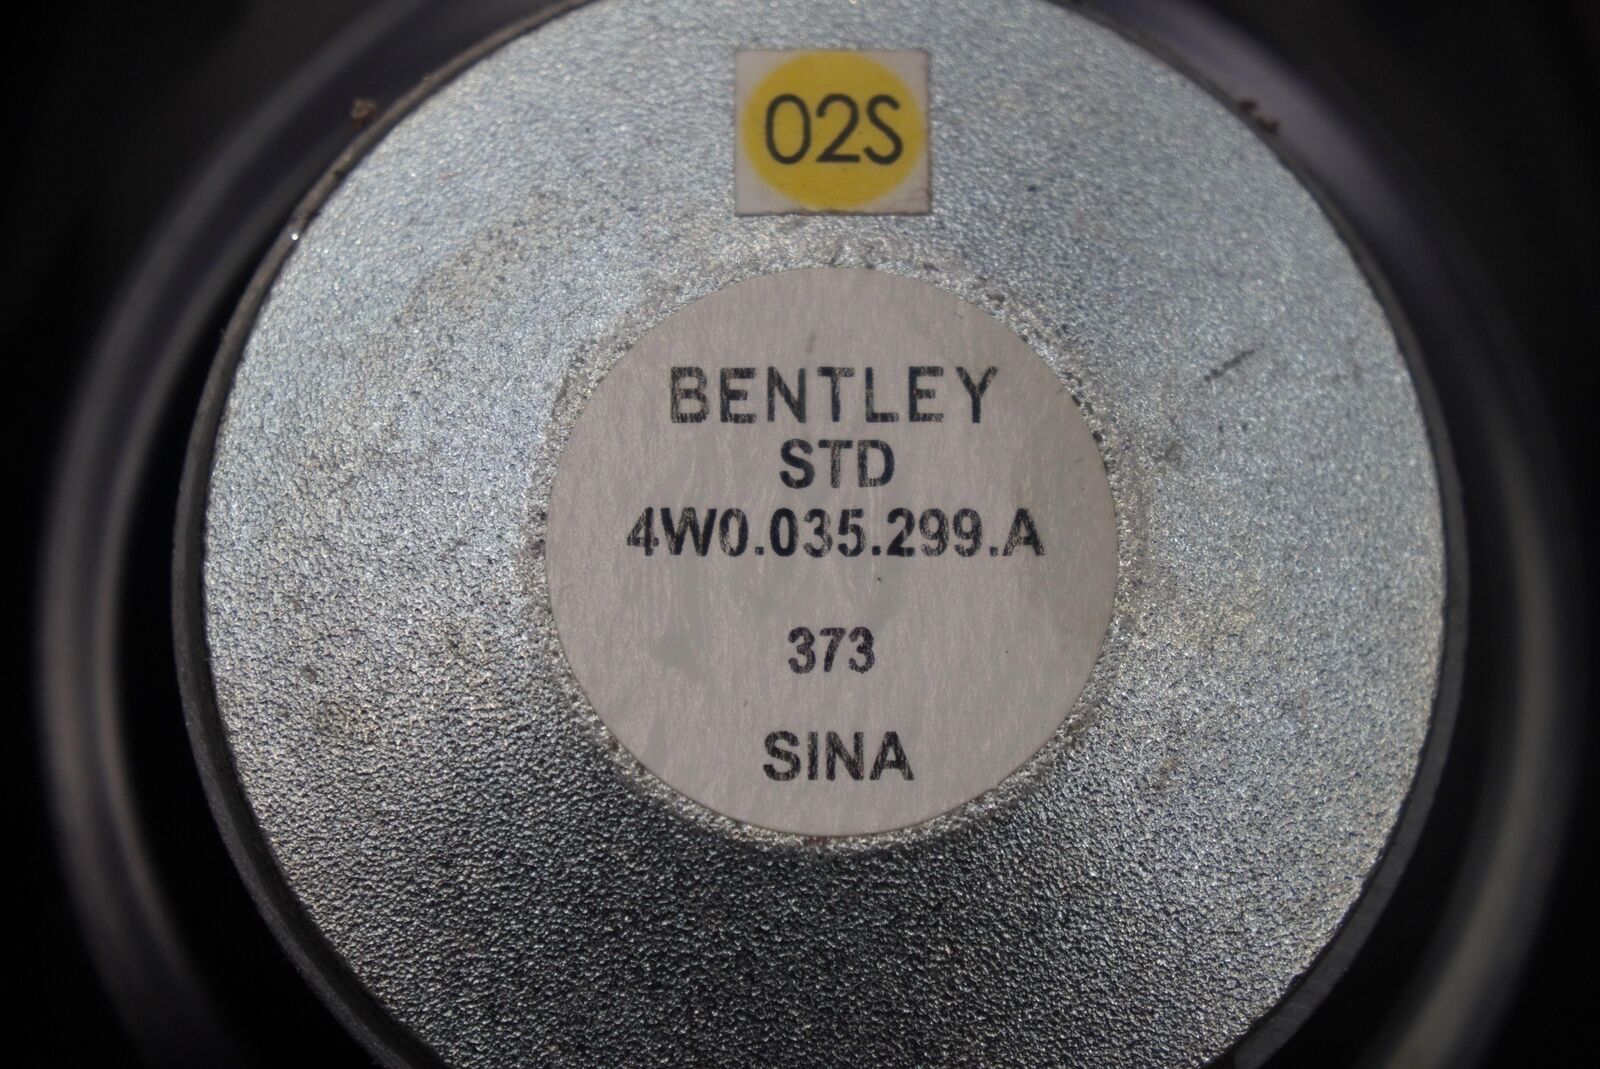 02S
BENTLEY
STD
4W0.035.299.A
373
SINA